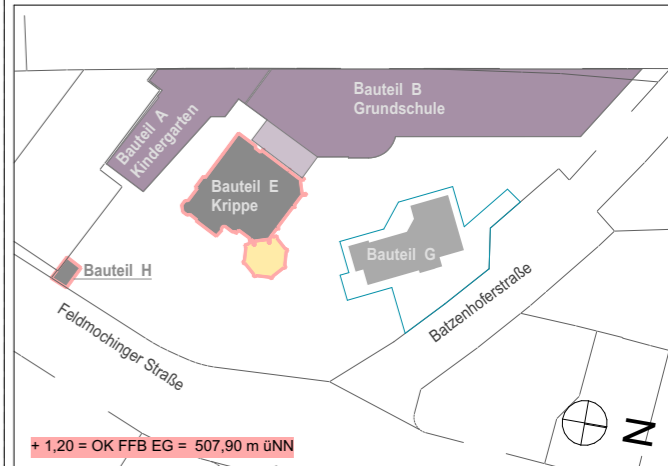 Bauteil B
Grundschule
Bauteil A
Kindergarten
Bauteil E
Krippe
Bauteil G
Bauteil H
Feldmochinger Straße
Batzenhoferstraße
+ 1,20 = OK FFB EG = 507,90 m üNN
N